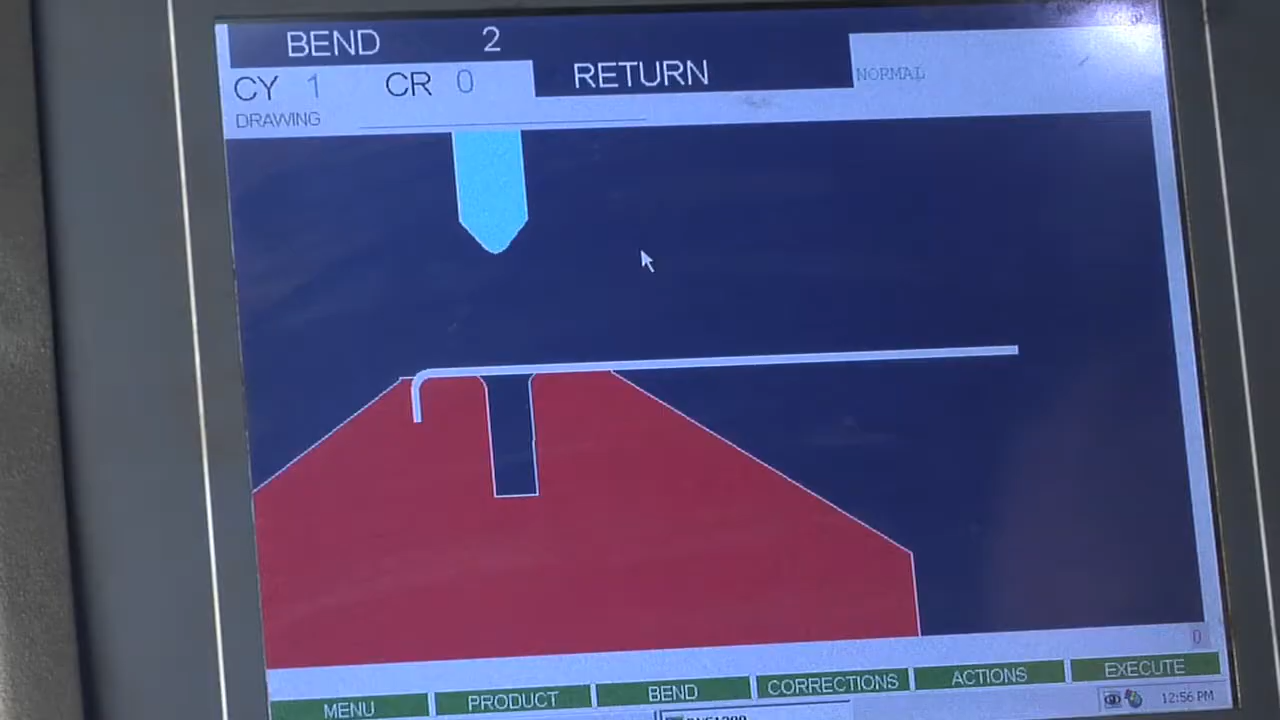 BEND 2
CY 1 CR 0
RETURN
NORMAL
DRAWING
0
MENU PRODUCT BEND CORRECTIONS ACTIONS EXECUTE
12:56 PM